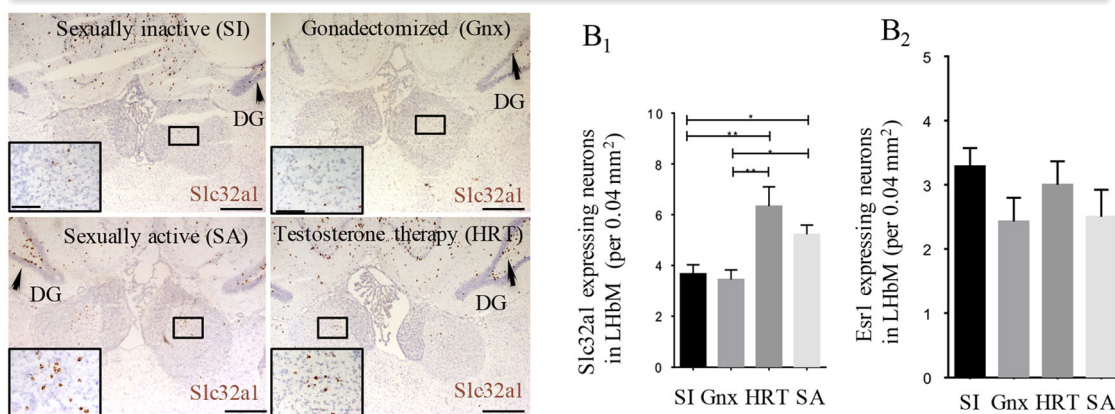 Sexually inactive (SI)
DG
Slc32a1
Gonadectomized (Gnx)
DG
Slc32a1
Sexually active (SA)
DG
Slc32a1
Testosterone therapy (HRT)
DG
Slc32a1
B1
Slc32a1 expressing neurons
in LHbM (per 0.04 mm²)
10
8
6
4
2
0
*
**
*
**
SI Gnx HRT SA
B2
Esr1 expressing neurons
in LHbM (per 0.04 mm²)
5
4
3
2
1
0
SI Gnx HRT SA